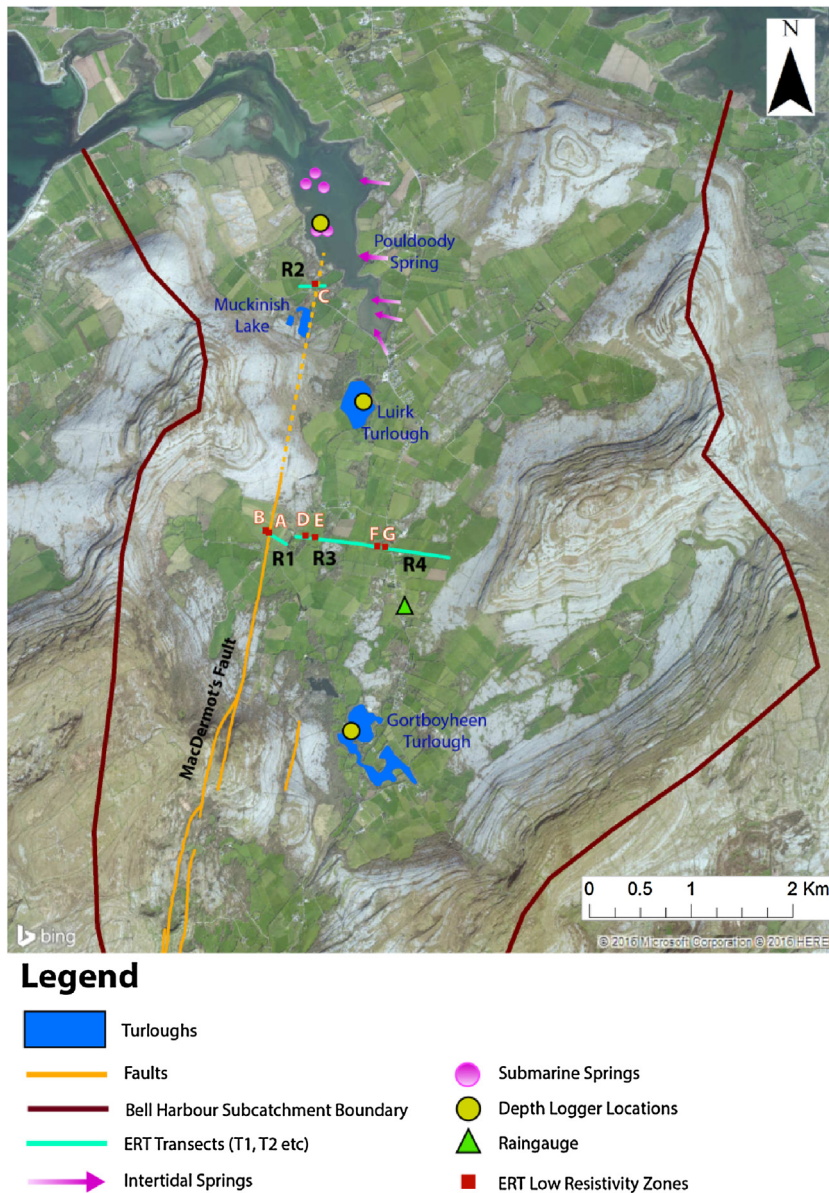 N
Pouldoody
Spring
R2
C
Muckinish
Lake
Luirk
Turlough
B A D E F G
R1 R3 R4
MacDermot's Fault
Gortboyheen
Turlough
0 0.5 1 2 Km
bing
© 2016 Microsoft Corporation © 2016 HERE
Legend
Turloughs
Faults
Bell Harbour Subcatchment Boundary
ERT Transects (T1, T2 etc)
Intertidal Springs
Submarine Springs
Depth Logger Locations
Raingauge
ERT Low Resistivity Zones